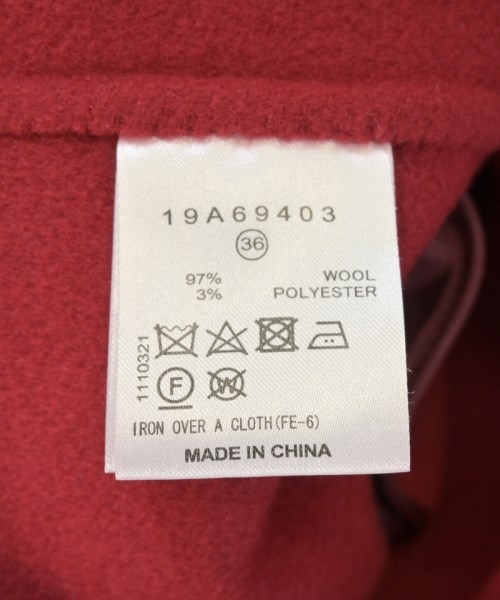 19A69403
36
97% WOOL
3% POLYESTER
1110321
F W
IRON OVER A CLOTH(FE-6)
MADE IN CHINA